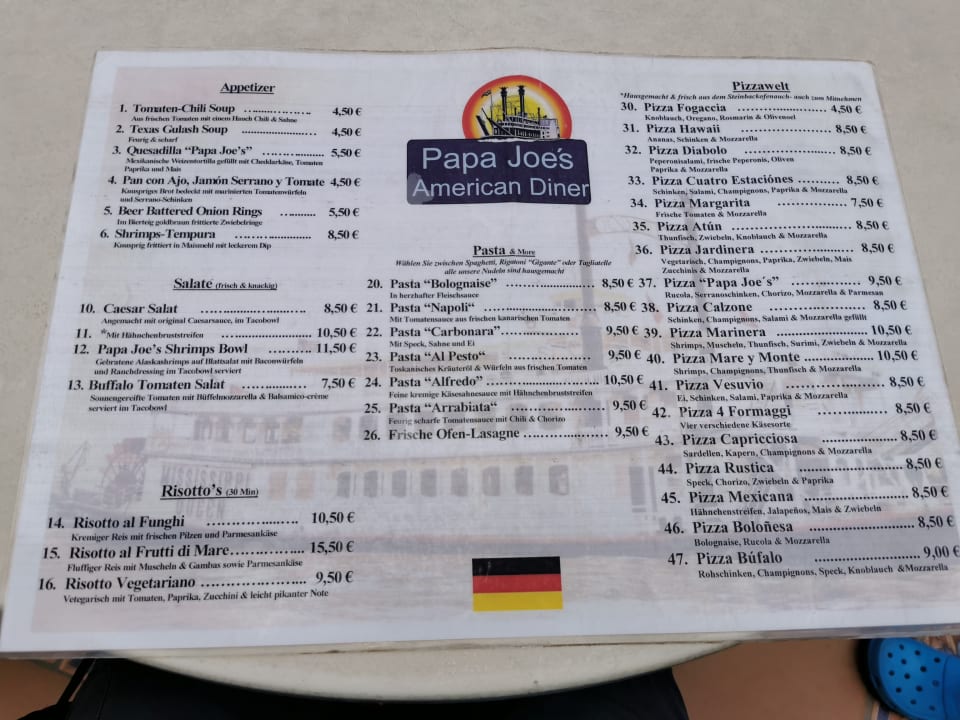 Appetizer
1. Tomaten-Chili Soup ............... 4,50 €
Aus frischen Tomaten mit einem Hauch Chili & Sahne
2. Texas Gulash Soup ............... 4,50 €
Feurig & scharf
3. Quesadilla “Papa Joe’s” ............... 5,50 €
Mexikanische Weizentortilla gefüllt mit Cheddarkäse, Tomaten
Paprika und Mais
4. Pan con Ajo, Jamón Serrano y Tomate 4,50 €
Knuspriges Brot bedeckt mit marinierten Tomatenwürfeln
und Serrano-Schinken
5. Beer Battered Onion Rings .......... 5,50 €
Im Bierteig goldbraun frittierte Zwiebelringe
6. Shrimps-Tempura ............... 8,50 €
Knusprig frittiert in Maismehl mit leckerem Dip
Salate (frisch & knackig)
10. Caesar Salat ............... 8,50 €
Angemacht mit original Caesarsauce, im Tacobowl
11. *Mit Hähnchenbruststreifen ............... 10,50 €
12. Papa Joe’s Shrimps Bowl ............... 11,50 €
Gebratene Alaskashrimps auf Blattsalat mit Baconwürfeln
und Ranchdressing im Tacobowl serviert
13. Buffalo Tomaten Salat ............... 7,50 €
Sonnengereifte Tomaten mit Büffelmozzarella & Balsamico-crème
serviert im Tacobowl
Risotto’s (30 Min)
14. Risotto al Funghi ............... 10,50 €
Kremiger Reis mit frischen Pilzen und Parmesankäse
15. Risotto al Frutti di Mare............... 15,50 €
Fluffiger Reis mit Muscheln & Gambas sowie Parmesankäse
16. Risotto Vegetariano ............... 9,50 €
Vetegarisch mit Tomaten, Paprika, Zucchini & leicht pikanter Note
Papa Joe's
American Diner
Pasta & More
Wählen Sie zwischen Spaghetti, Rigatoni “Gigante” oder Tagliatelle
alle unsere Nudeln sind hausgemacht
20. Pasta “Bolognaise” ............... 8,50 €
In herzhafter Fleischsauce
21. Pasta “Napoli” ............... 8,50 €
Mit Tomatensauce aus frischen kanarischen Tomaten
22. Pasta “Carbonara” ............... 9,50 €
Mit Speck, Sahne und Ei
23. Pasta “Al Pesto“ ............... 9,50 €
Toskanisches Kräuteröl & Würfeln aus frischen Tomaten
24. Pasta “Alfredo” ............... 10,50 €
Feine kremige Käsesahnesauce mit Hähnchenbruststreifen
25. Pasta “Arrabiata“ ............... 9,50 €
Feurig scharfe Tomatensauce mit Chili & Chorizo
26. Frische Ofen-Lasagne ............... 9,50 €
Pizzawelt
*Hausgemacht & frisch aus dem Steinbackofenauch- auch zum Mitnehmen
30. Pizza Fogaccia ............... 4,50 €
Knoblauch, Oregano, Rosmarin & Olivenoel
31. Pizza Hawaii ............... 8,50 €
Ananas, Schinken & Mozzarella
32. Pizza Diabolo ............... 8,50 €
Peperonisalami, frische Peperonis, Oliven
Paprika & Mozzarella
33. Pizza Cuatro Estaciónes .......... 8,50 €
Schinken, Salami, Champignons, Paprika & Mozzarella
34. Pizza Margarita ............... 7,50 €
Frische Tomaten & Mozzarella
35. Pizza Atún ............... 8,50 €
Thunfisch, Zwiebeln, Knoblauch & Mozzarella
36. Pizza Jardinera ............... 8,50 €
Vegetarisch, Champignons, Paprika, Zwiebeln, Mais
Zucchinis & Mozzarella
37. Pizza “Papa Joe´s” ............... 9,50 €
Rucola, Serranoschinken, Chorizo, Mozzarella & Parmesan
38. Pizza Calzone ............... 8,50 €
Schinken, Champignons, Salami & Mozzarella gefüllt
39. Pizza Marinera ............... 10,50 €
Shrimps, Muscheln, Thunfisch, Surimi, Zwiebeln & Mozzarella
40. Pizza Mare y Monte ............... 10,50 €
Shrimps, Champignons, Thunfisch & Mozzarella
41. Pizza Vesuvio ............... 8,50 €
Ei, Schinken, Salami, Paprika & Mozzarella
42. Pizza 4 Formaggi ............... 8,50 €
Vier verschiedene Käsesorte
43. Pizza Capricciosa ............... 8,50 €
Sardellen, Kapern, Champignons & Mozzarella
44. Pizza Rustica ............... 8,50 €
Speck, Chorizo, Zwiebeln & Paprika
45. Pizza Mexicana ............... 8,50 €
Hähnchenstreifen, Jalapeños, Mais & Zwiebeln
46. Pizza Boloñesa ............... 8,50 €
Bolognaise, Rucola & Mozzarella
47. Pizza Búfalo ............... 9,00 €
Rohschinken, Champignons, Speck, Knoblauch &Mozzarella
MISSISSIPPI
QUEEN